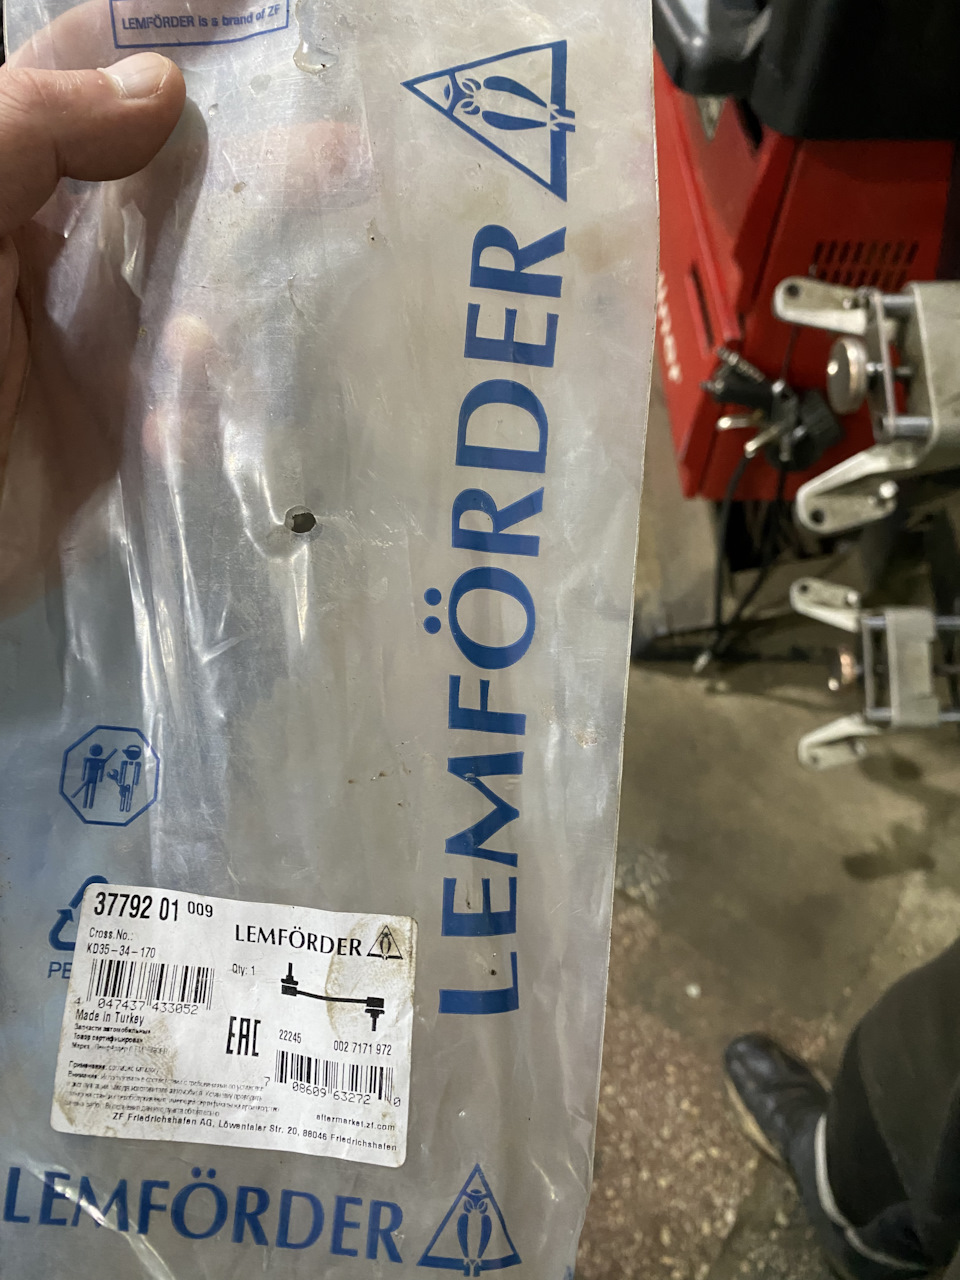 LEMFÖRDER is a brand of ZF
LEMFÖRDER
37792 01 009
Cross.No.:
KD35-34-170
LEMFÖRDER
Qty: 1
4 047437 433052
Made in Turkey
Запчасти автомобильные
Товар сертифицирован
EAC
22245
002 7171 972
7 08609 63272 0
aftermarket.zf.com
ZF Friedrichshafen AG, Löwentaler Str. 20, 88046 Friedrichshafen
PE
LEMFÖRDER